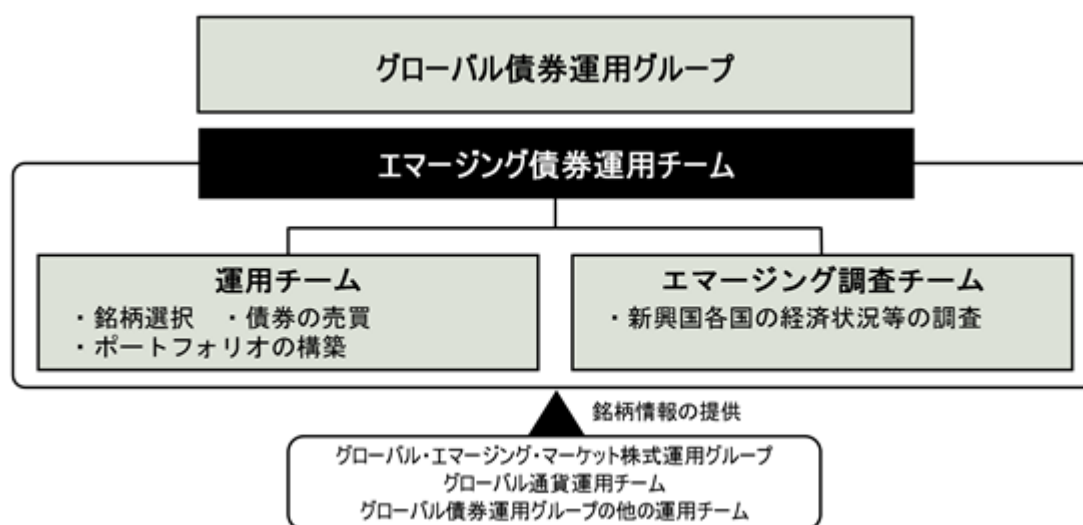 グローバル債券運用グループ
エマージング債券運用チーム
運用チーム
・銘柄選択　・債券の売買
・ポートフォリオの構築
エマージング調査チーム
・新興国各国の経済状況等の調査
銘柄情報の提供
グローバル・エマージング・マーケット株式運用グループ
グローバル通貨運用チーム
グローバル債券運用グループの他の運用チーム